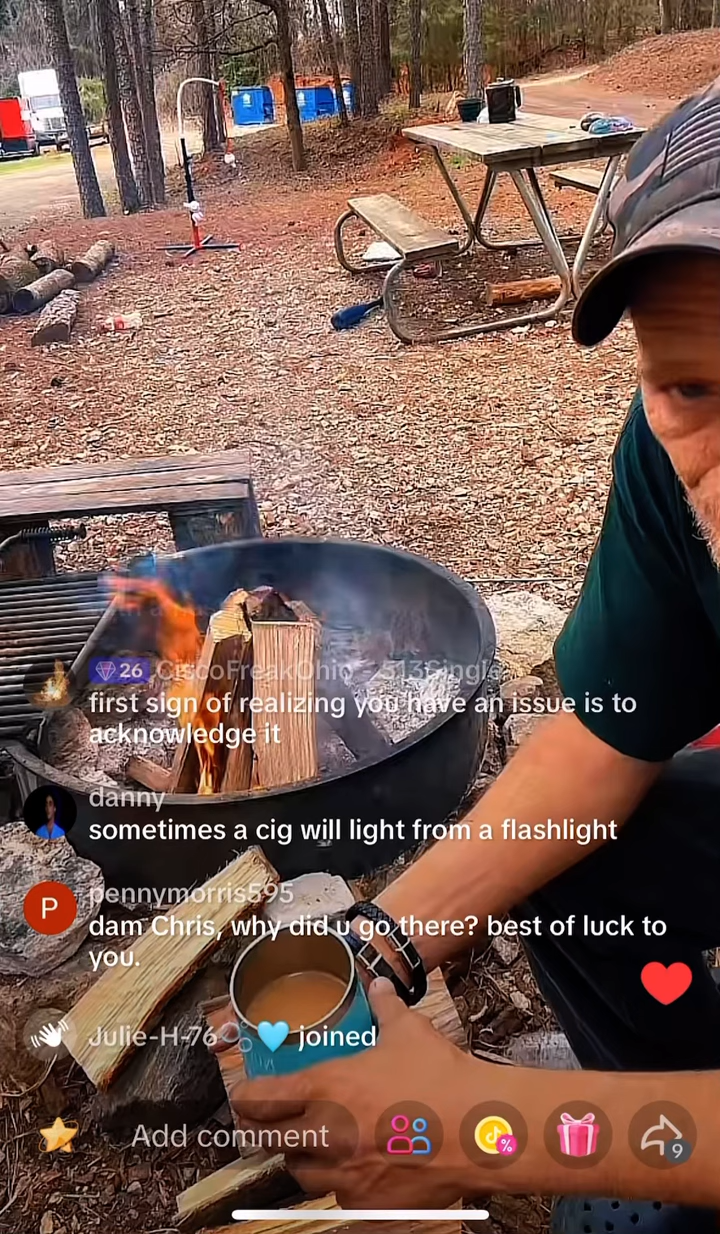 26 CiscoFreakOhio 513Single
first sign of realizing you have an issue is to
acknowledge it
danny
sometimes a cig will light from a flashlight
P
pennymorris595
dam Chris, why did u go there? best of luck to
you.
Julie-H-76 🩵 joined
Add comment
%
9